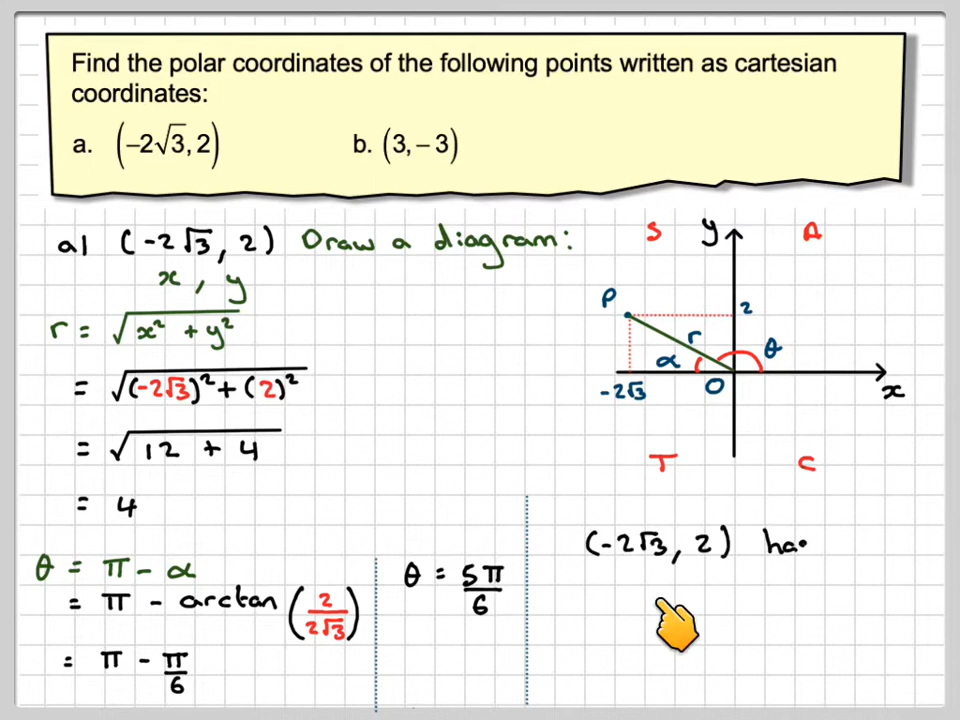 Find the polar coordinates of the following points written as cartesian
coordinates:
a. (−2√3, 2) b. (3, − 3)
a) (-2√3, 2) Draw a diagram:
x, y
r = √(x² + y²)
= √((-2√3)² + (2)²)
= √(12 + 4)
= 4
θ = π - α
= π - arctan (2/2√3)
= π - π/6
θ = 5π/6
S y A
P
2
r
α θ
-2√3 O x
T C
(-2√3, 2) has